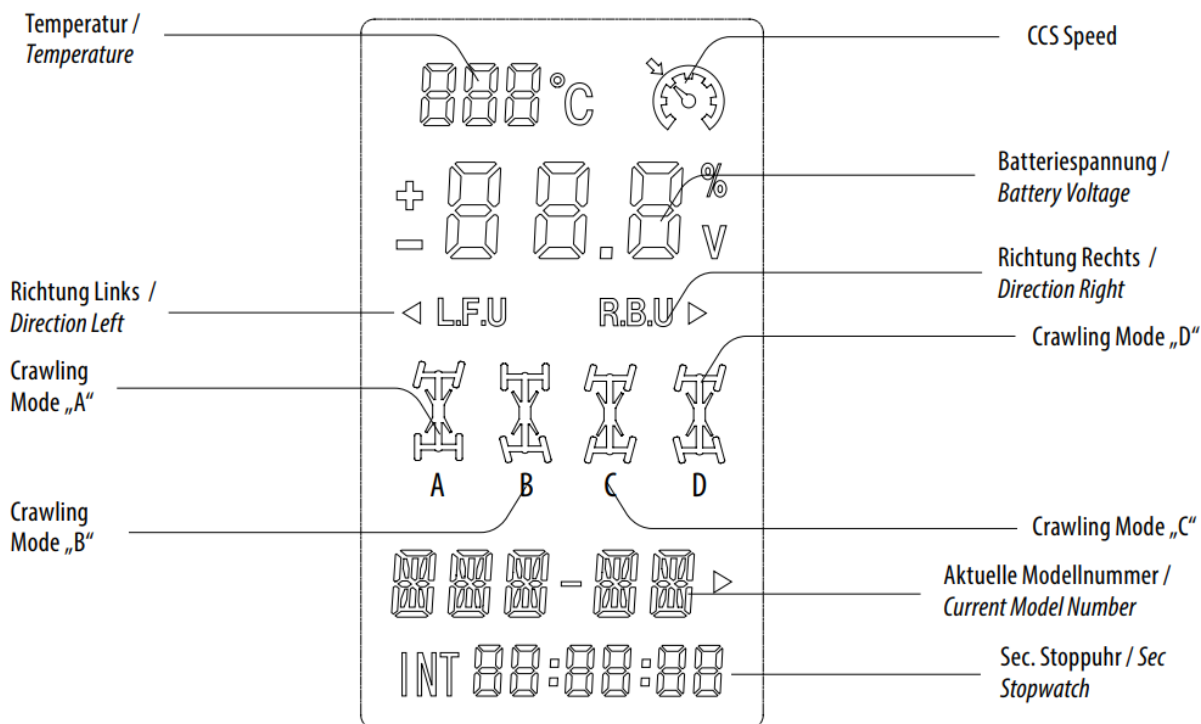 Temperatur /
Temperature
CCS Speed
888 °C
Batteriespannung /
Battery Voltage
+ 88.8 %
- V
Richtung Links /
Direction Left
Richtung Rechts /
Direction Right
L.F.U R.B.U
Crawling
Mode „A“
Crawling Mode „D“
A B C D
Crawling
Mode „B“
Crawling Mode „C“
Aktuelle Modellnummer /
Current Model Number
Sec. Stoppuhr / Sec
Stopwatch
INT 88:88:88